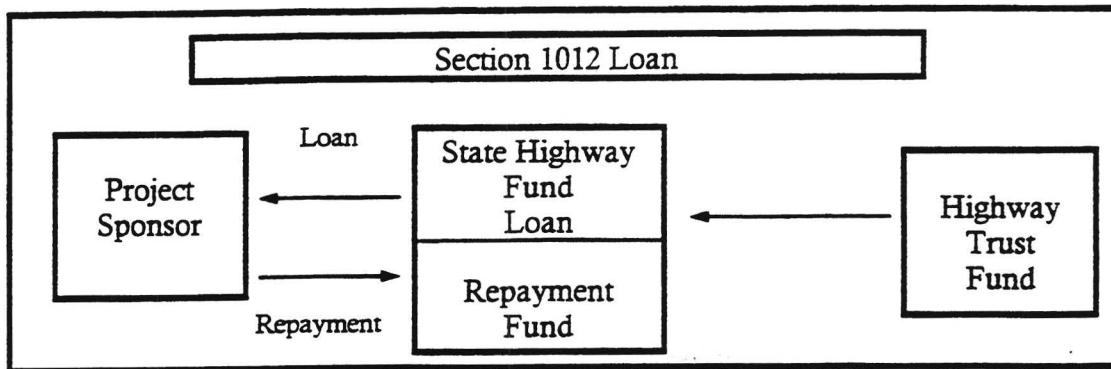 Section 1012 Loan
Loan
Project
Sponsor
Repayment
State Highway
Fund
Loan
Repayment
Fund
Highway
Trust
Fund